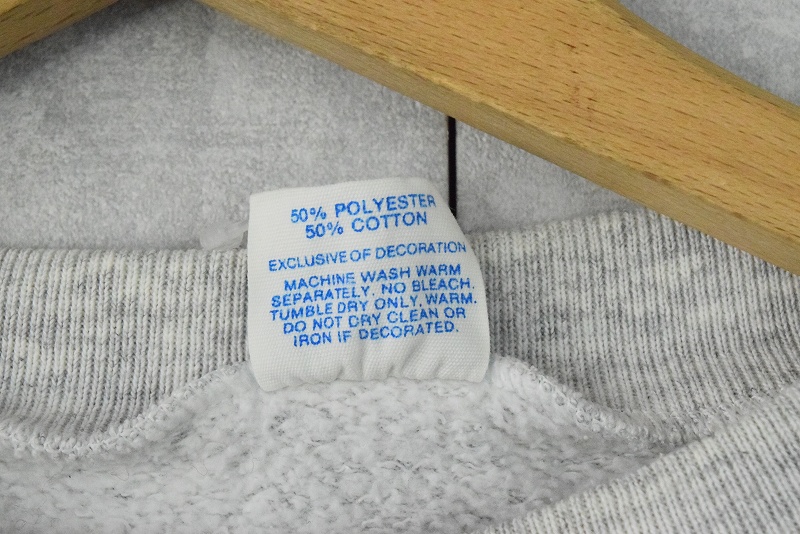 50% POLYESTER
50% COTTON
EXCLUSIVE OF DECORATION
MACHINE WASH WARM
SEPARATELY. NO BLEACH.
TUMBLE DRY ONLY, WARM.
DO NOT DRY CLEAN OR
IRON IF DECORATED.